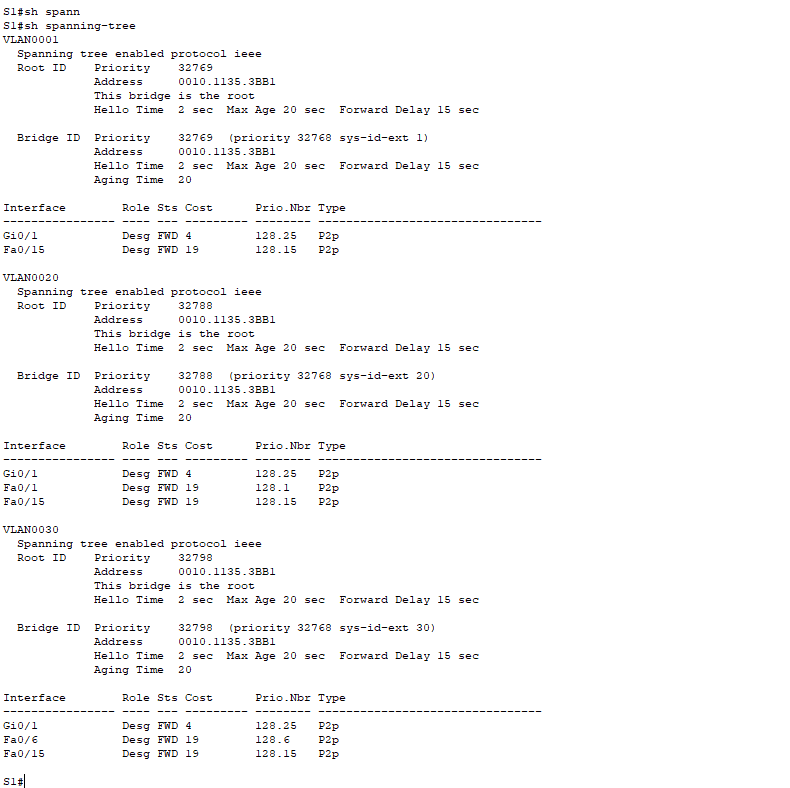 S1#sh spann
S1#sh spanning-tree
VLAN0001
  Spanning tree enabled protocol ieee
  Root ID    Priority    32769
             Address     0010.1135.3BB1
             This bridge is the root
             Hello Time  2 sec  Max Age 20 sec  Forward Delay 15 sec

  Bridge ID  Priority    32769  (priority 32768 sys-id-ext 1)
             Address     0010.1135.3BB1
             Hello Time  2 sec  Max Age 20 sec  Forward Delay 15 sec
             Aging Time  20

Interface        Role Sts Cost      Prio.Nbr Type
---------------- ---- --- --------- -------- --------------------------------
Gi0/1            Desg FWD 4         128.25   P2p
Fa0/15           Desg FWD 19        128.15   P2p

VLAN0020
  Spanning tree enabled protocol ieee
  Root ID    Priority    32788
             Address     0010.1135.3BB1
             This bridge is the root
             Hello Time  2 sec  Max Age 20 sec  Forward Delay 15 sec

  Bridge ID  Priority    32788  (priority 32768 sys-id-ext 20)
             Address     0010.1135.3BB1
             Hello Time  2 sec  Max Age 20 sec  Forward Delay 15 sec
             Aging Time  20

Interface        Role Sts Cost      Prio.Nbr Type
---------------- ---- --- --------- -------- --------------------------------
Gi0/1            Desg FWD 4         128.25   P2p
Fa0/1            Desg FWD 19        128.1    P2p
Fa0/15           Desg FWD 19        128.15   P2p

VLAN0030
  Spanning tree enabled protocol ieee
  Root ID    Priority    32798
             Address     0010.1135.3BB1
             This bridge is the root
             Hello Time  2 sec  Max Age 20 sec  Forward Delay 15 sec

  Bridge ID  Priority    32798  (priority 32768 sys-id-ext 30)
             Address     0010.1135.3BB1
             Hello Time  2 sec  Max Age 20 sec  Forward Delay 15 sec
             Aging Time  20

Interface        Role Sts Cost      Prio.Nbr Type
---------------- ---- --- --------- -------- --------------------------------
Gi0/1            Desg FWD 4         128.25   P2p
Fa0/6            Desg FWD 19        128.6    P2p
Fa0/15           Desg FWD 19        128.15   P2p

S1#